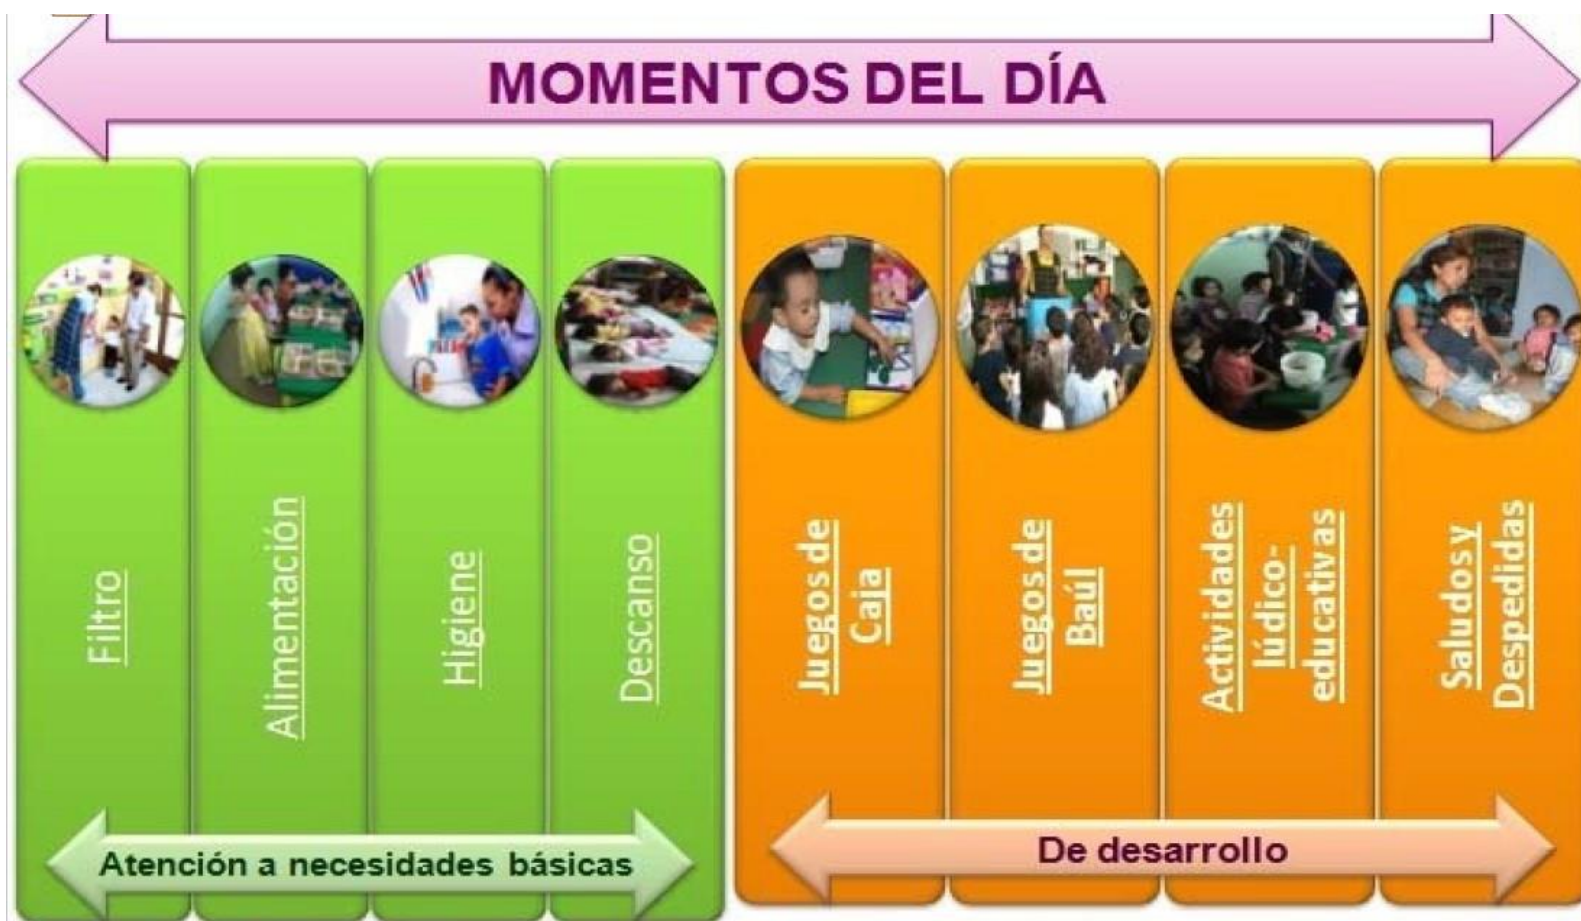 MOMENTOS DEL DÍA
Filtro
Alimentación
Higiene
Descanso
Juegos de
Caja
Juegos de
Baúl
Actividades
lúdico-
educativas
Saludos y
Despedidas
Atención a necesidades básicas
De desarrollo